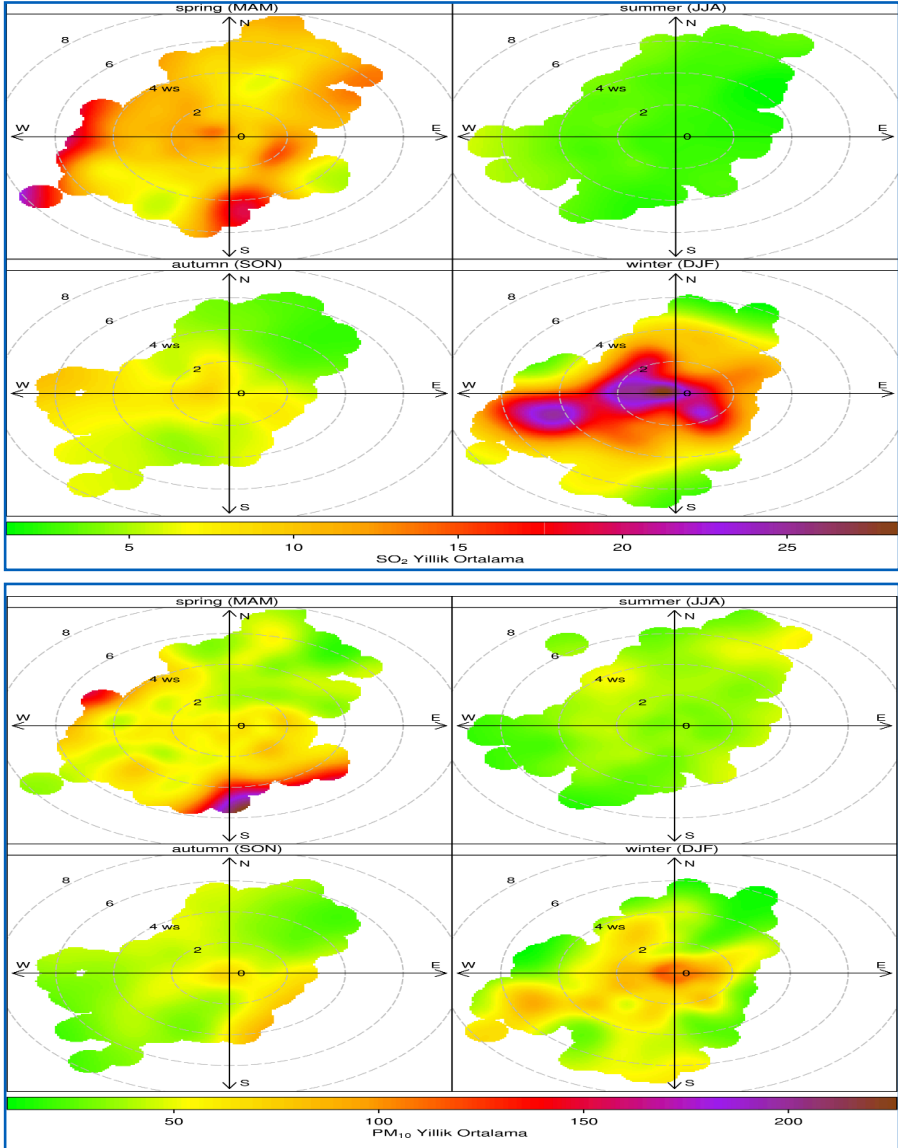 spring (MAM) summer (JJA)
N N
8 8
6 6
4 ws 4 ws
2 2
W 0 E W 0 E
S S
autumn (SON) winter (DJF)
N N
8 8
6 6
4 ws 4 ws
2 2
W 0 E W 0 E
S S
5 10 15 20 25
SO₂ Yillik Ortalama
spring (MAM) summer (JJA)
N N
8 8
6 6
4 ws 4 ws
2 2
W 0 E W 0 E
S S
autumn (SON) winter (DJF)
N N
8 8
6 6
4 ws 4 ws
2 2
W 0 E W 0 E
S S
50 100 150 200
PM₁₀ Yillik Ortalama